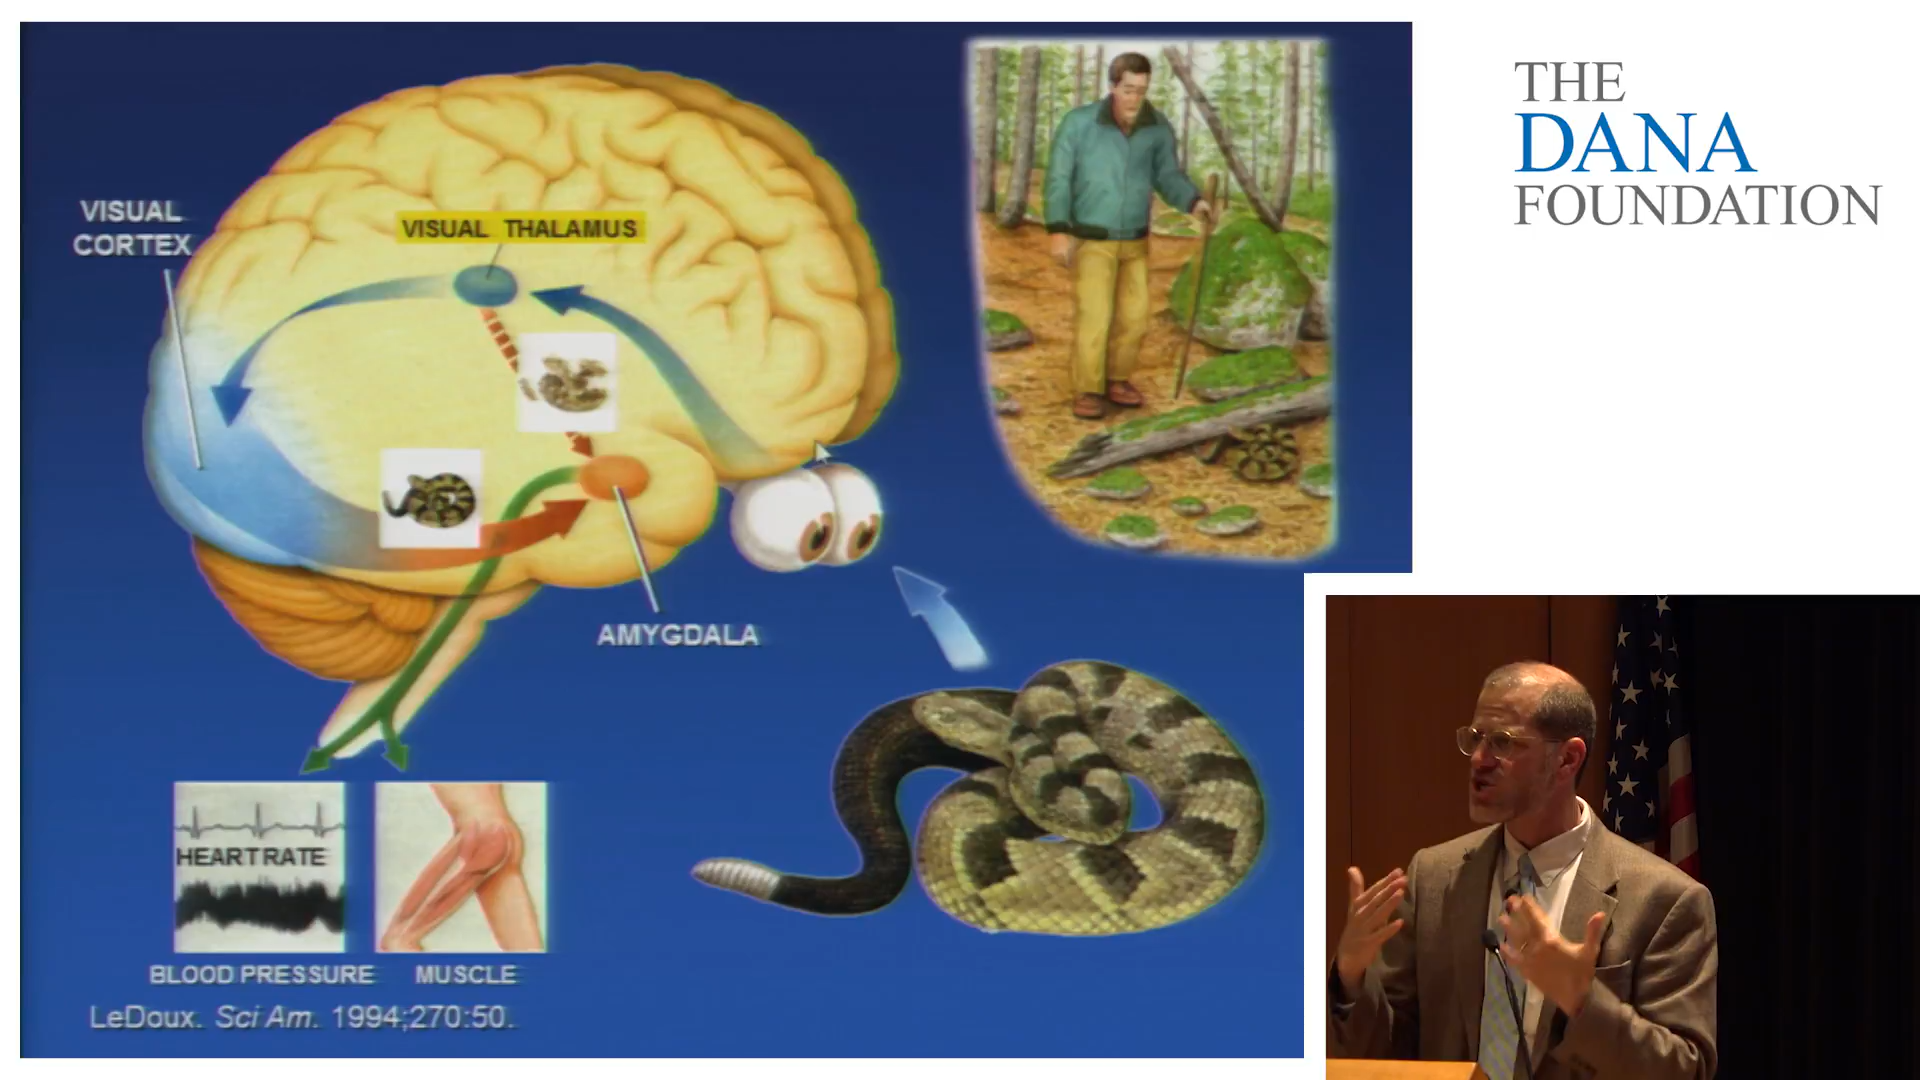 VISUAL
CORTEX
VISUAL THALAMUS
AMYGDALA
HEART RATE
BLOOD PRESSURE
MUSCLE
LeDoux. Sci Am. 1994;270:50.
THE
DANA
FOUNDATION